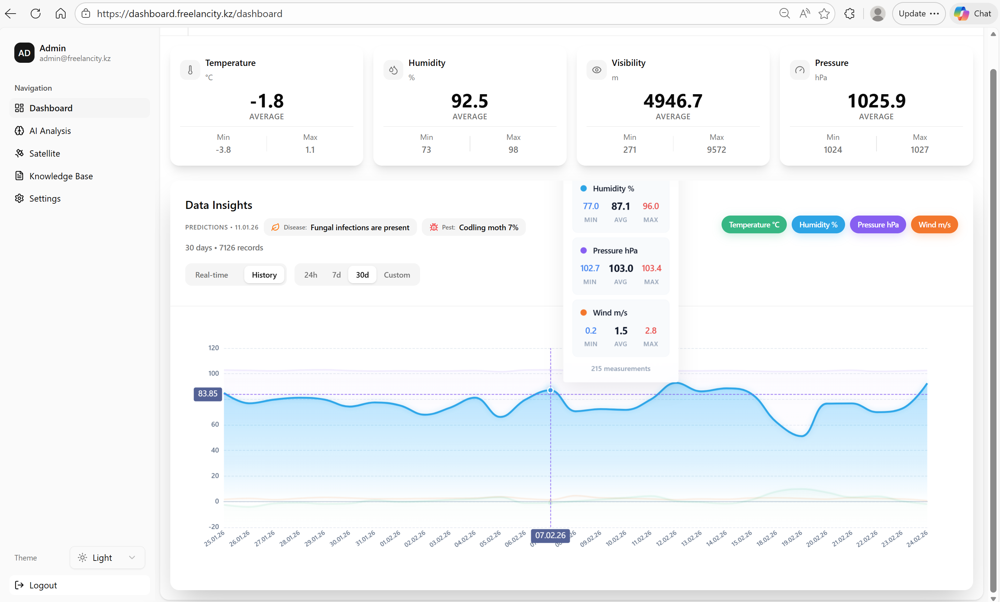 https://dashboard.freelancity.kz/dashboard
Update
Chat
AD
Admin
admin@freelancity.kz
Navigation
Dashboard
AI Analysis
Satellite
Knowledge Base
Settings
Theme
Light
Logout
Temperature
°C
-1.8
AVERAGE
Min Max
-3.8 1.1
Humidity
%
92.5
AVERAGE
Min Max
73 98
Visibility
m
4946.7
AVERAGE
Min Max
271 9572
Pressure
hPa
1025.9
AVERAGE
Min Max
1024 1027
Data Insights
PREDICTIONS • 11.01.26 Disease: Fungal infections are present Pest: Codling moth 7%
30 days • 7126 records
Real-time History 24h 7d 30d Custom
Temperature °C Humidity % Pressure hPa Wind m/s
Humidity %
77.0 87.1 96.0
MIN AVG MAX
Pressure hPa
102.7 103.0 103.4
MIN AVG MAX
Wind m/s
0.2 1.5 2.8
MIN AVG MAX
215 measurements
120
100
83.85
60
40
20
0
-20
25.01.26 26.01.26 27.01.26 28.01.26 29.01.26 30.01.26 31.01.26 01.02.26 02.02.26 03.02.26 04.02.26 05.02.26 06.02.26 07.02.26 09.02.26 10.02.26 11.02.26 12.02.26 13.02.26 14.02.26 15.02.26 18.02.26 19.02.26 20.02.26 21.02.26 22.02.26 23.02.26 24.02.26